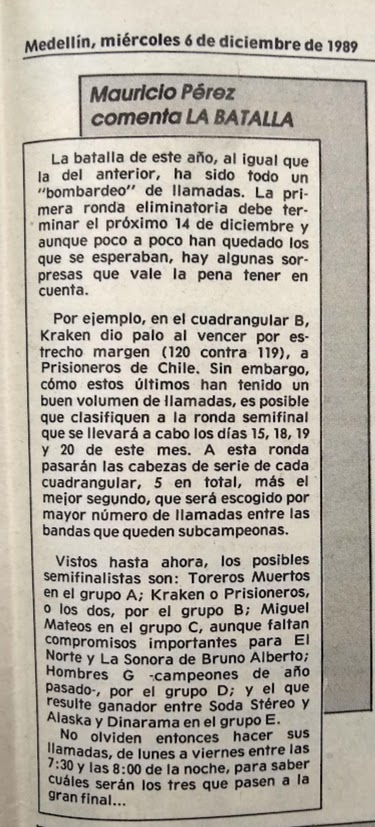 Medellín, miércoles 6 de diciembre de 1989
Mauricio Pérez
comenta LA BATALLA
La batalla de este año, al igual que
la del anterior, ha sido todo un
"bombardeo" de llamadas. La pri-
mera ronda eliminatoria debe ter-
minar el próximo 14 de diciembre y
aunque poco a poco han quedado los
que se esperaban, hay algunas sor-
presas que vale la pena tener en
cuenta.
Por ejemplo, en el cuadrangular B,
Kraken dio palo al vencer por es-
trecho margen (120 contra 119), a
Prisioneros de Chile. Sin embargo,
cómo estos últimos han tenido un
buen volumen de llamadas, es posible
que clasifiquen a la ronda semifinal
que se llevará a cabo los días 15, 18, 19
y 20 de este mes. A esta ronda
pasarán las cabezas de serie de cada
cuadrangular, 5 en total, más el
mejor segundo, que será escogido por
mayor número de llamadas entre las
bandas que queden subcampeonas.
Vistos hasta ahora, los posibles
semifinalistas son: Toreros Muertos
en el grupo A; Kraken o Prisioneros,
o los dos, por el grupo B; Miguel
Mateos en el grupo C, aunque faltan
compromisos importantes para El
Norte y La Sonora de Bruno Alberto;
Hombres G -campeones de año
pasado-, por el grupo D; y el que
resulte ganador entre Soda Stéreo y
Alaska y Dinarama en el grupo E.
No olviden entonces hacer sus
llamadas, de lunes a viernes entre las
7:30 y las 8:00 de la noche, para saber
cuáles serán los tres que pasen a la
gran final...